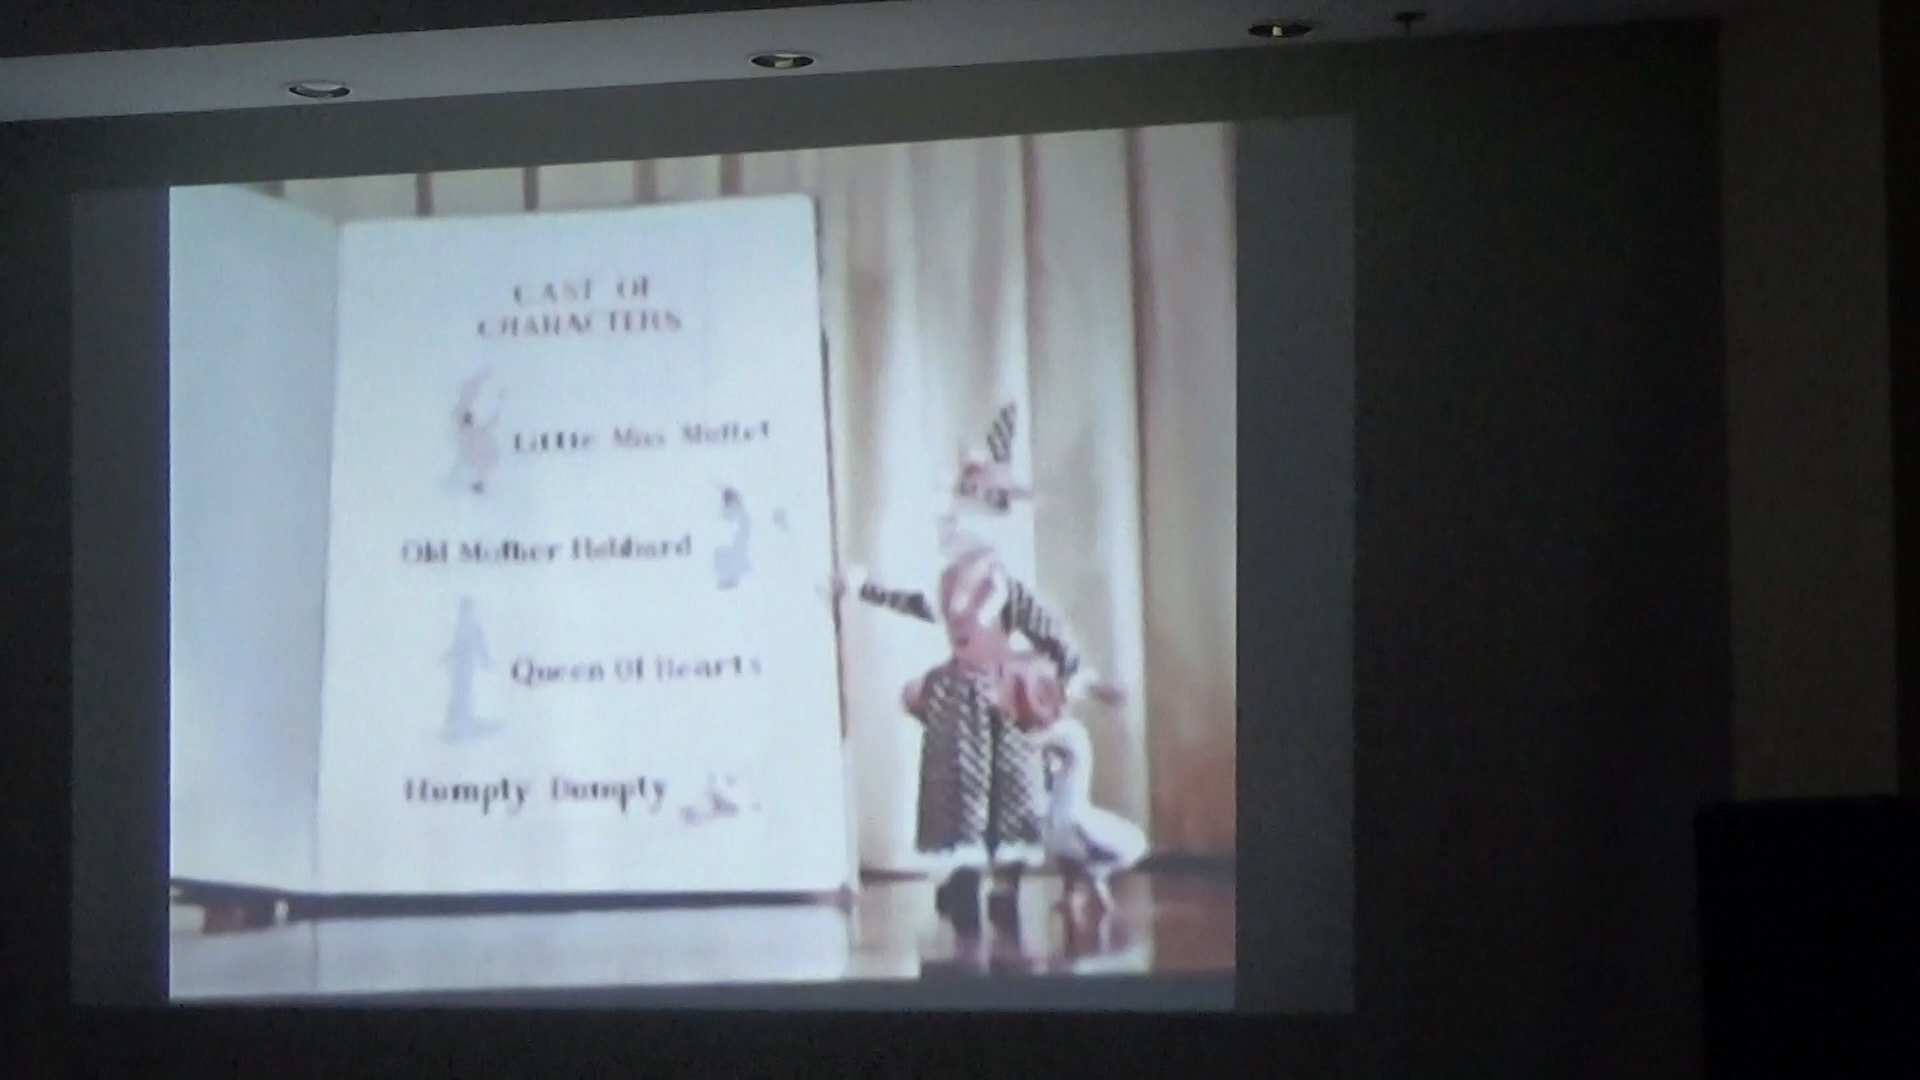 CAST OF
CHARACTERS
Little Miss Muffet
Old Mother Hubbard
Queen Of Hearts
Humpty Dumpty